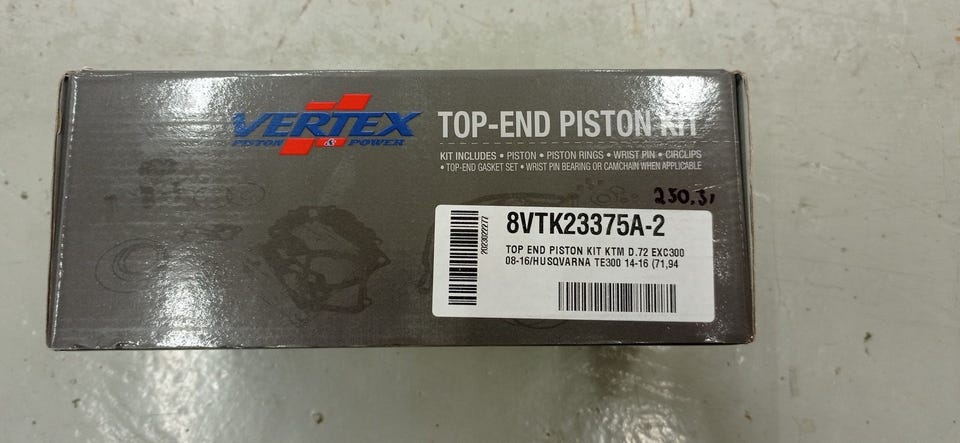 VERTEX
PISTON & POWER
TOP-END PISTON KIT
KIT INCLUDES • PISTON • PISTON RINGS • WRIST PIN • CIRCLIPS
• TOP-END GASKET SET • WRIST PIN BEARING OR CAMCHAIN WHEN APPLICABLE
250.31
8VTK23375A-2
2023022277
TOP END PISTON KIT KTM D.72 EXC300
08-16/HUSQVARNA TE300 14-16 (71,94